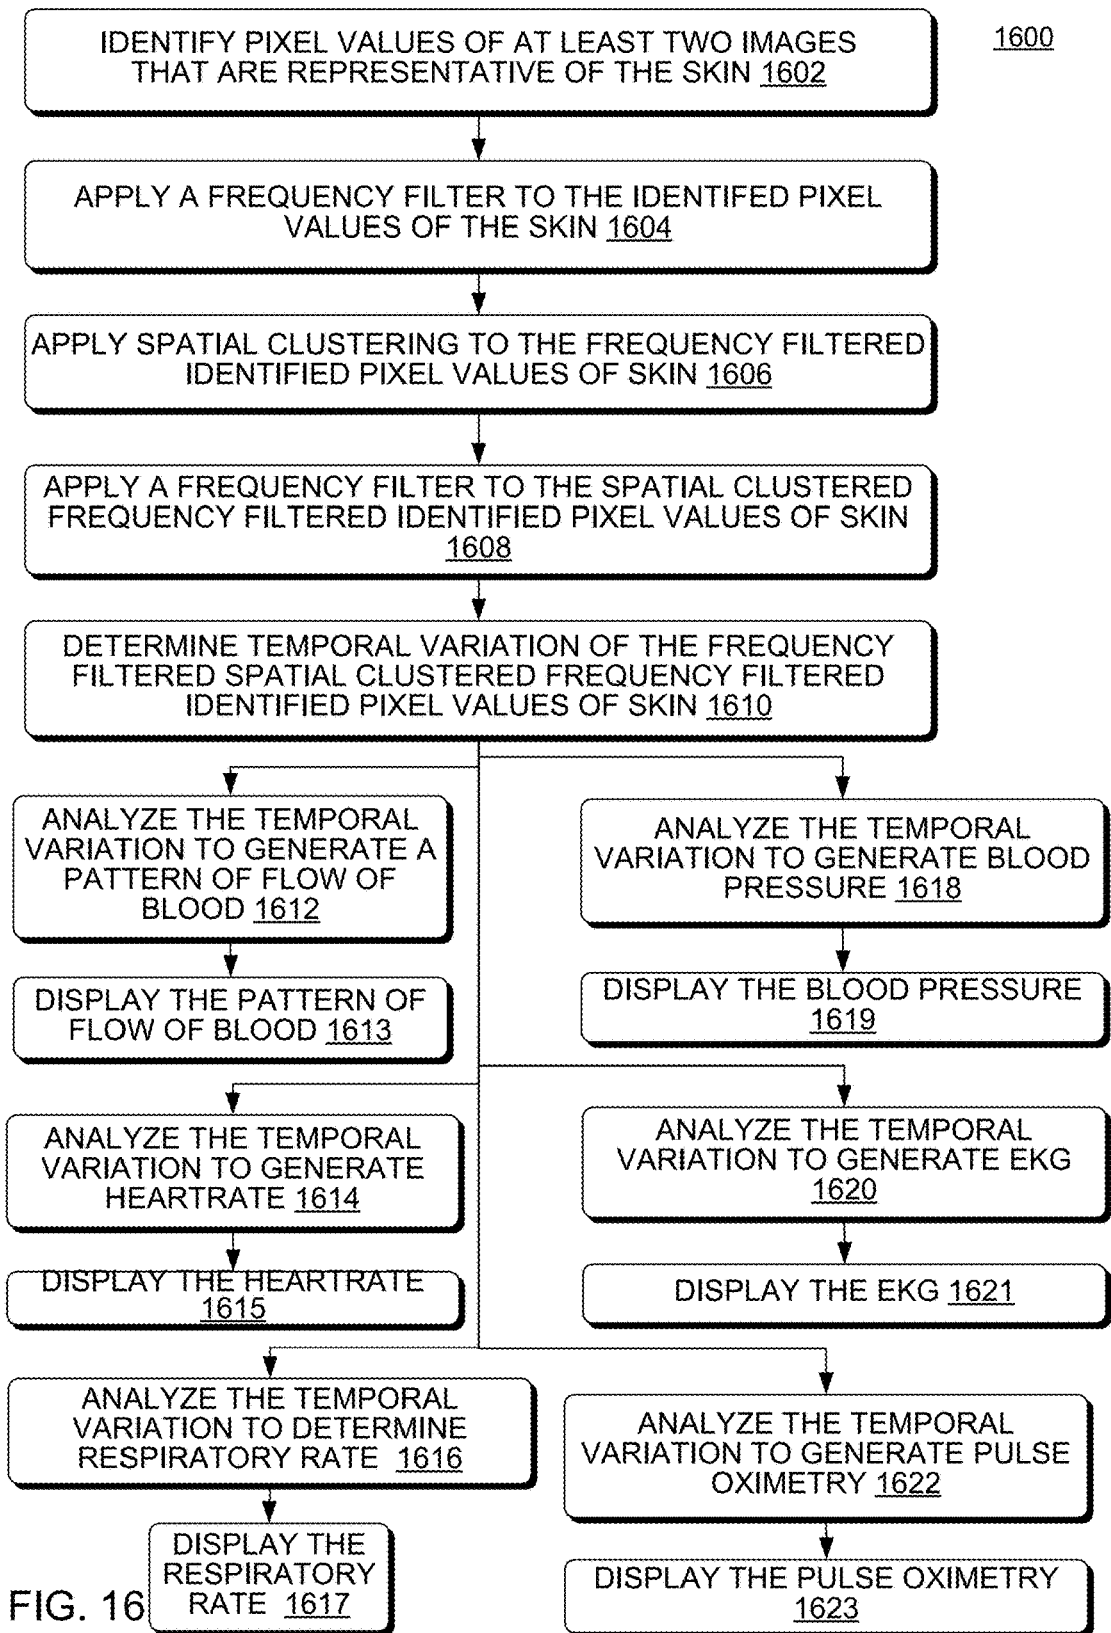 1600
IDENTIFY PIXEL VALUES OF AT LEAST TWO IMAGES
THAT ARE REPRESENTATIVE OF THE SKIN 1602
APPLY A FREQUENCY FILTER TO THE IDENTIFED PIXEL
VALUES OF THE SKIN 1604
APPLY SPATIAL CLUSTERING TO THE FREQUENCY FILTERED
IDENTIFIED PIXEL VALUES OF SKIN 1606
APPLY A FREQUENCY FILTER TO THE SPATIAL CLUSTERED
FREQUENCY FILTERED IDENTIFIED PIXEL VALUES OF SKIN
1608
DETERMINE TEMPORAL VARIATION OF THE FREQUENCY
FILTERED SPATIAL CLUSTERED FREQUENCY FILTERED
IDENTIFIED PIXEL VALUES OF SKIN 1610
ANALYZE THE TEMPORAL
VARIATION TO GENERATE A
PATTERN OF FLOW OF
BLOOD 1612
DISPLAY THE PATTERN OF
FLOW OF BLOOD 1613
ANALYZE THE TEMPORAL
VARIATION TO GENERATE BLOOD
PRESSURE 1618
DISPLAY THE BLOOD PRESSURE
1619
ANALYZE THE TEMPORAL
VARIATION TO GENERATE
HEARTRATE 1614
DISPLAY THE HEARTRATE
1615
ANALYZE THE TEMPORAL
VARIATION TO GENERATE EKG
1620
DISPLAY THE EKG 1621
ANALYZE THE TEMPORAL
VARIATION TO DETERMINE
RESPIRATORY RATE 1616
DISPLAY THE
RESPIRATORY
RATE 1617
ANALYZE THE TEMPORAL
VARIATION TO GENERATE PULSE
OXIMETRY 1622
DISPLAY THE PULSE OXIMETRY
1623
FIG. 16